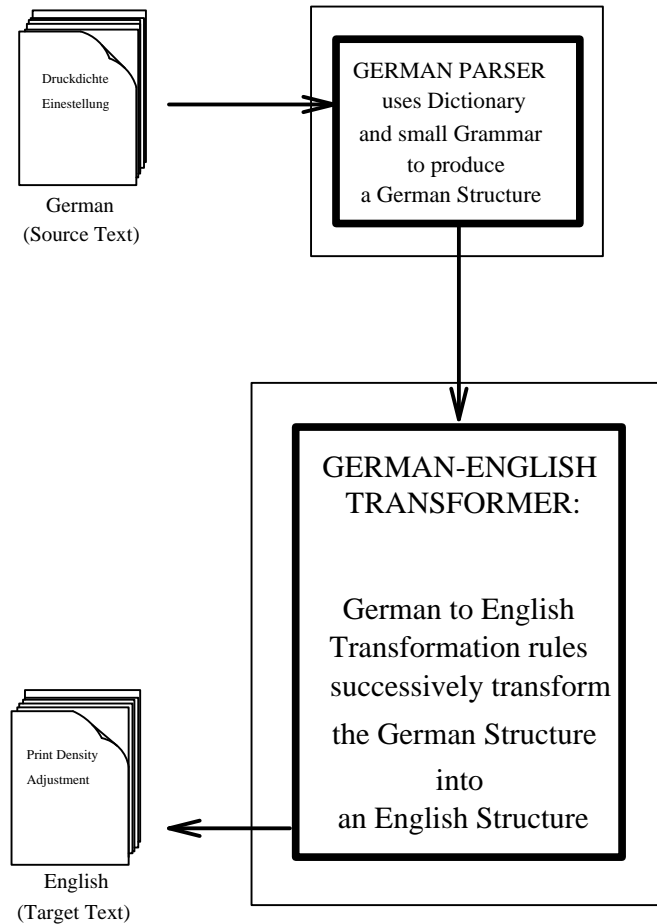 Druckdichte
Einestellung
German
(Source Text)
GERMAN PARSER
uses Dictionary
and small Grammar
to produce
a German Structure
GERMAN-ENGLISH
TRANSFORMER:
German to English
Transformation rules
successively transform
the German Structure
into
an English Structure
Print Density
Adjustment
English
(Target Text)